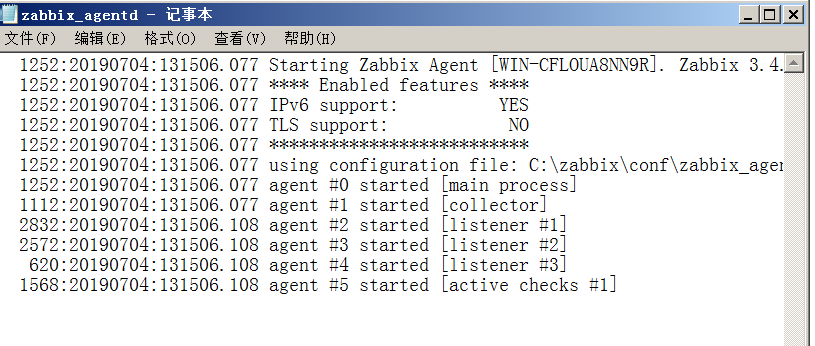 zabbix_agentd - 记事本
文件(F) 编辑(E) 格式(O) 查看(V) 帮助(H)
1252:20190704:131506.077 Starting Zabbix Agent [WIN-CFLOUA8NN9R]. Zabbix 3.4.
1252:20190704:131506.077 **** Enabled features ****
1252:20190704:131506.077 IPv6 support: YES
1252:20190704:131506.077 TLS support: NO
1252:20190704:131506.077 **************************
1252:20190704:131506.077 using configuration file: C:\zabbix\conf\zabbix_agen
1252:20190704:131506.077 agent #0 started [main process]
1112:20190704:131506.077 agent #1 started [collector]
2832:20190704:131506.108 agent #2 started [listener #1]
2572:20190704:131506.108 agent #3 started [listener #2]
620:20190704:131506.108 agent #4 started [listener #3]
1568:20190704:131506.108 agent #5 started [active checks #1]